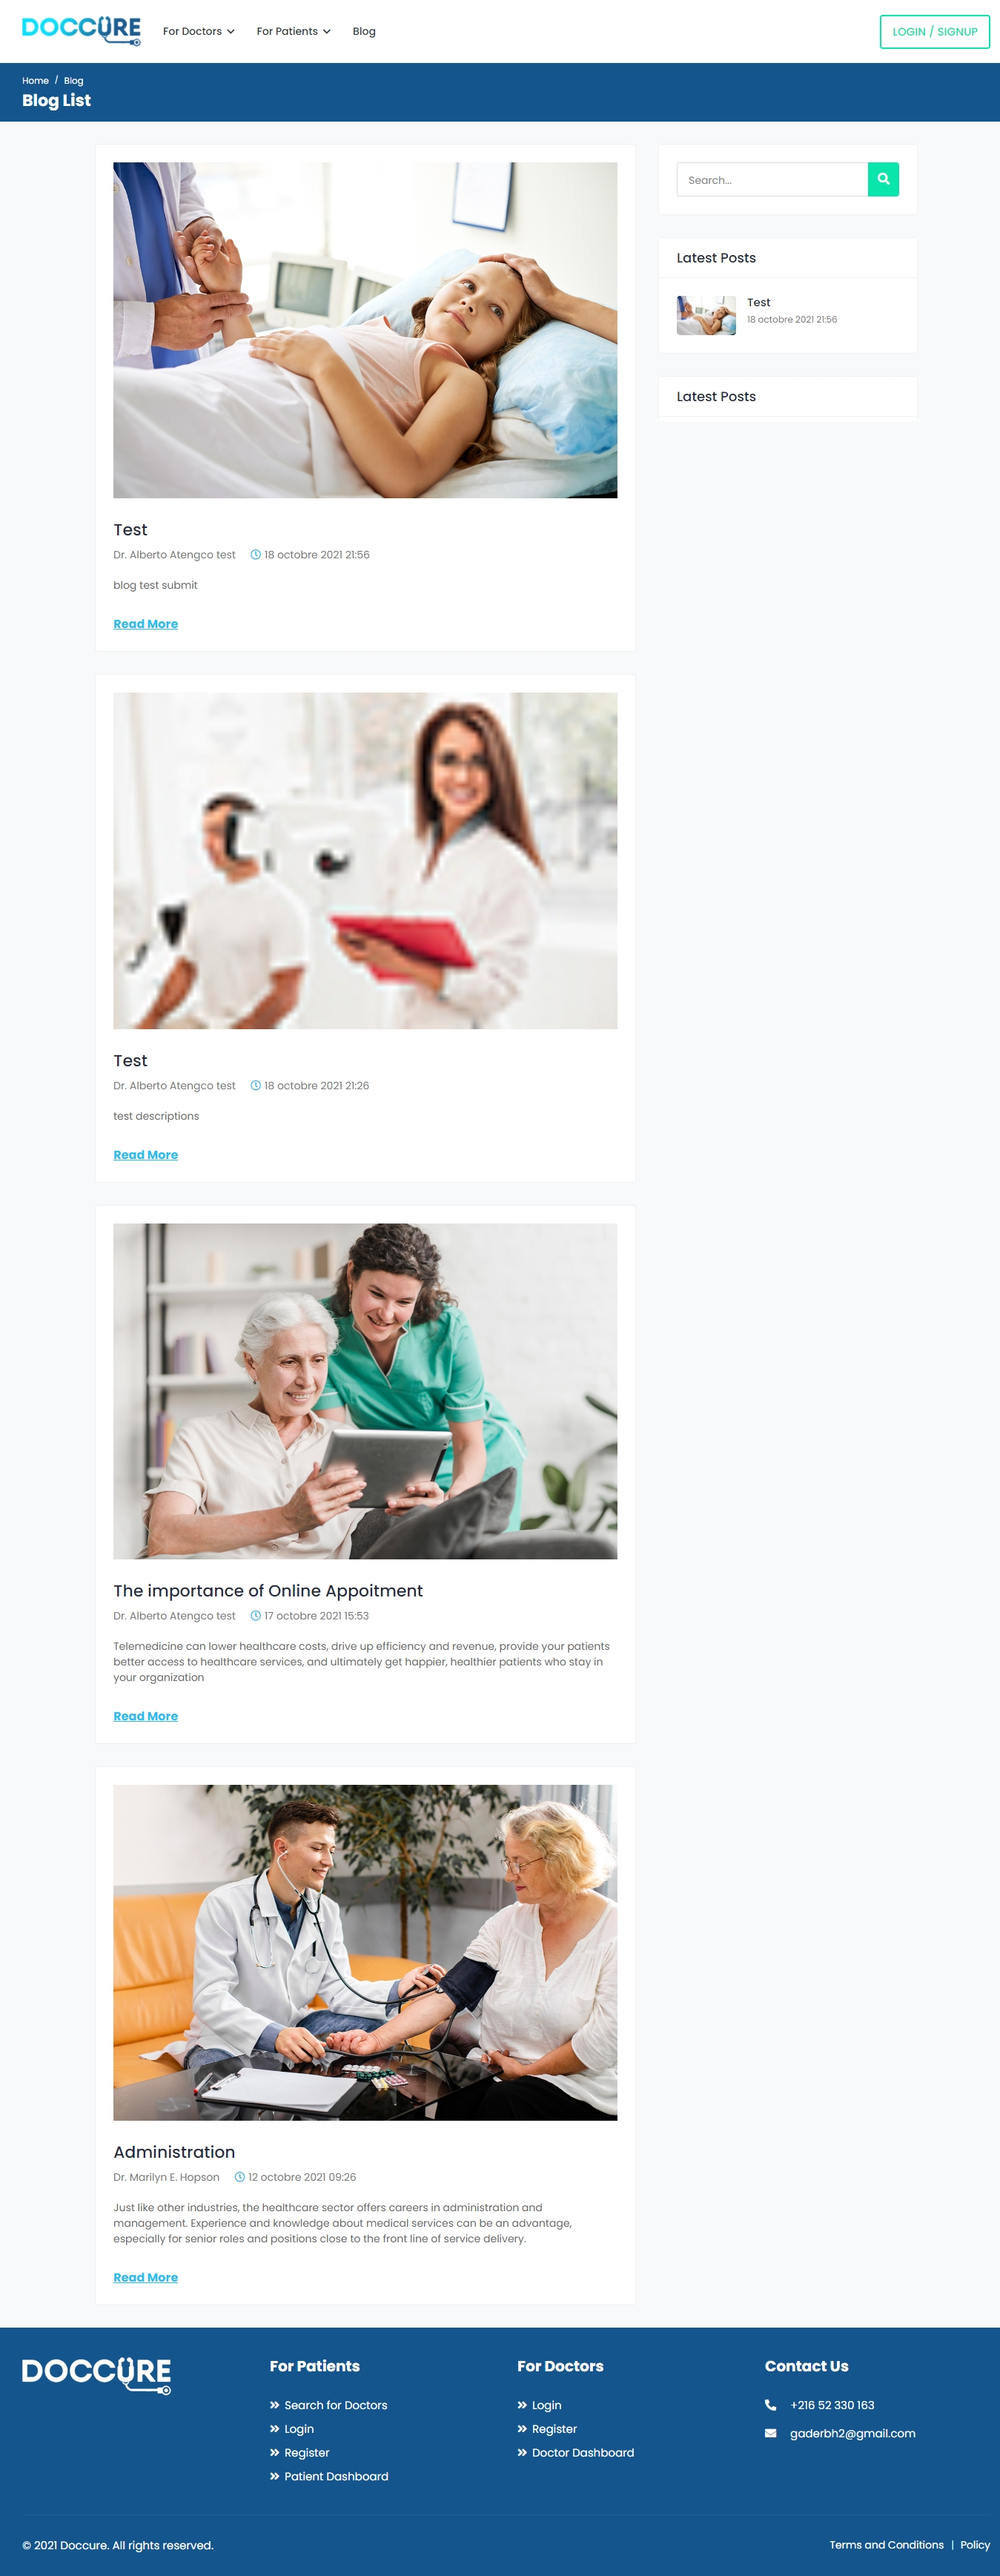 DOCCURE
For Doctors
For Patients
Blog
LOGIN / SIGNUP
Home / Blog
Blog List
Test
Dr. Alberto Atengco test 18 octobre 2021 21:56
blog test submit
Read More
Test
Dr. Alberto Atengco test 18 octobre 2021 21:26
test descriptions
Read More
The importance of Online Appoitment
Dr. Alberto Atengco test 17 octobre 2021 15:53
Telemedicine can lower healthcare costs, drive up efficiency and revenue, provide your patients
better access to healthcare services, and ultimately get happier, healthier patients who stay in
your organization
Read More
Administration
Dr. Marilyn E. Hopson 12 octobre 2021 09:26
Just like other industries, the healthcare sector offers careers in administration and
management. Experience and knowledge about medical services can be an advantage,
especially for senior roles and positions close to the front line of service delivery.
Read More
Search...
Latest Posts
Test
18 octobre 2021 21:56
Latest Posts
DOCCURE
For Patients
Search for Doctors
Login
Register
Patient Dashboard
For Doctors
Login
Register
Doctor Dashboard
Contact Us
+216 52 330 163
gaderbh2@gmail.com
© 2021 Doccure. All rights reserved.
Terms and Conditions | Policy